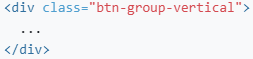 <div class="btn-group-vertical">
...
</div>